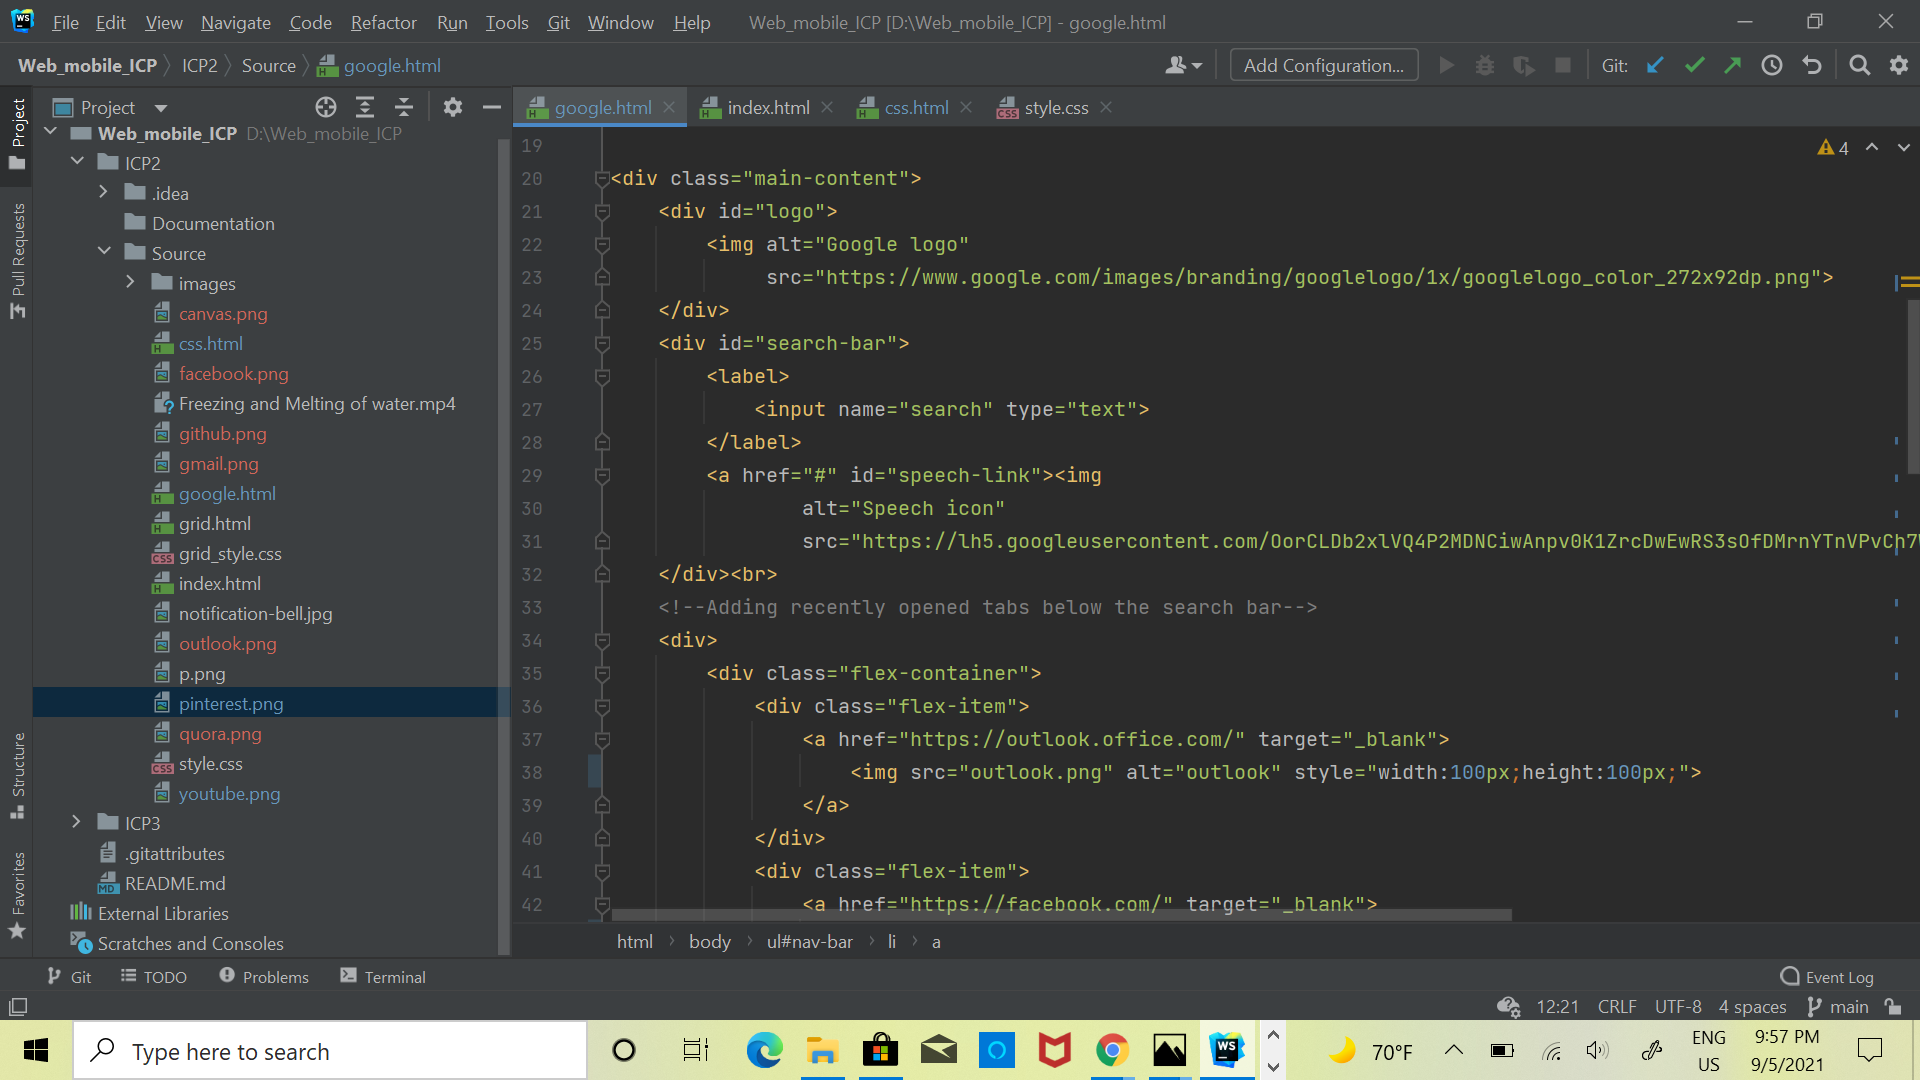 File Edit View Navigate Code Refactor Run Tools Git Window Help Web_mobile_ICP [D:\Web_mobile_ICP] - google.html
Web_mobile_ICP ICP2 Source google.html Add Configuration... Git:
Project
google.html index.html css.html style.css
Web_mobile_ICP D:\Web_mobile_ICP
ICP2
.idea
Documentation
Source
images
canvas.png
css.html
facebook.png
Freezing and Melting of water.mp4
github.png
gmail.png
google.html
grid.html
grid_style.css
index.html
notification-bell.jpg
outlook.png
p.png
pinterest.png
quora.png
style.css
youtube.png
ICP3
.gitattributes
README.md
External Libraries
Scratches and Consoles
Project
Pull Requests
Structure
Favorites
4
19
20 <div class="main-content">
21 <div id="logo">
22 <img alt="Google logo"
23 src="https://www.google.com/images/branding/googlelogo/1x/googlelogo_color_272x92dp.png">
24 </div>
25 <div id="search-bar">
26 <label>
27 <input name="search" type="text">
28 </label>
29 <a href="#" id="speech-link"><img
30 alt="Speech icon"
31 src="https://lh5.googleusercontent.com/OorCLDb2xlVQ4P2MDNCiwAnpv0K1ZrcDwEwRS3sOfDMrnYTnVPvCh7
32 </div><br>
33 <!--Adding recently opened tabs below the search bar-->
34 <div>
35 <div class="flex-container">
36 <div class="flex-item">
37 <a href="https://outlook.office.com/" target="_blank">
38 <img src="outlook.png" alt="outlook" style="width:100px;height:100px;">
39 </a>
40 </div>
41 <div class="flex-item">
42 <a href="https://facebook.com/" target="_blank">
html body ul#nav-bar li a
Git TODO Problems Terminal Event Log
12:21 CRLF UTF-8 4 spaces main
Type here to search
WS
70°F
ENG
US
9:57 PM
9/5/2021